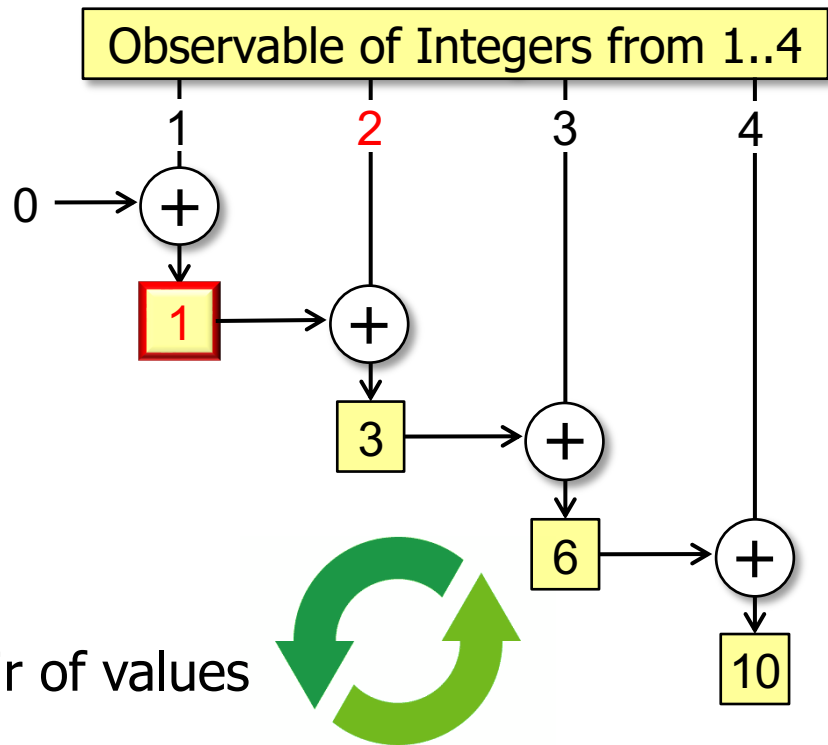 Observable of Integers from 1..4
1 2 3 4
0 +
1 +
3 +
6 +
r of values
10